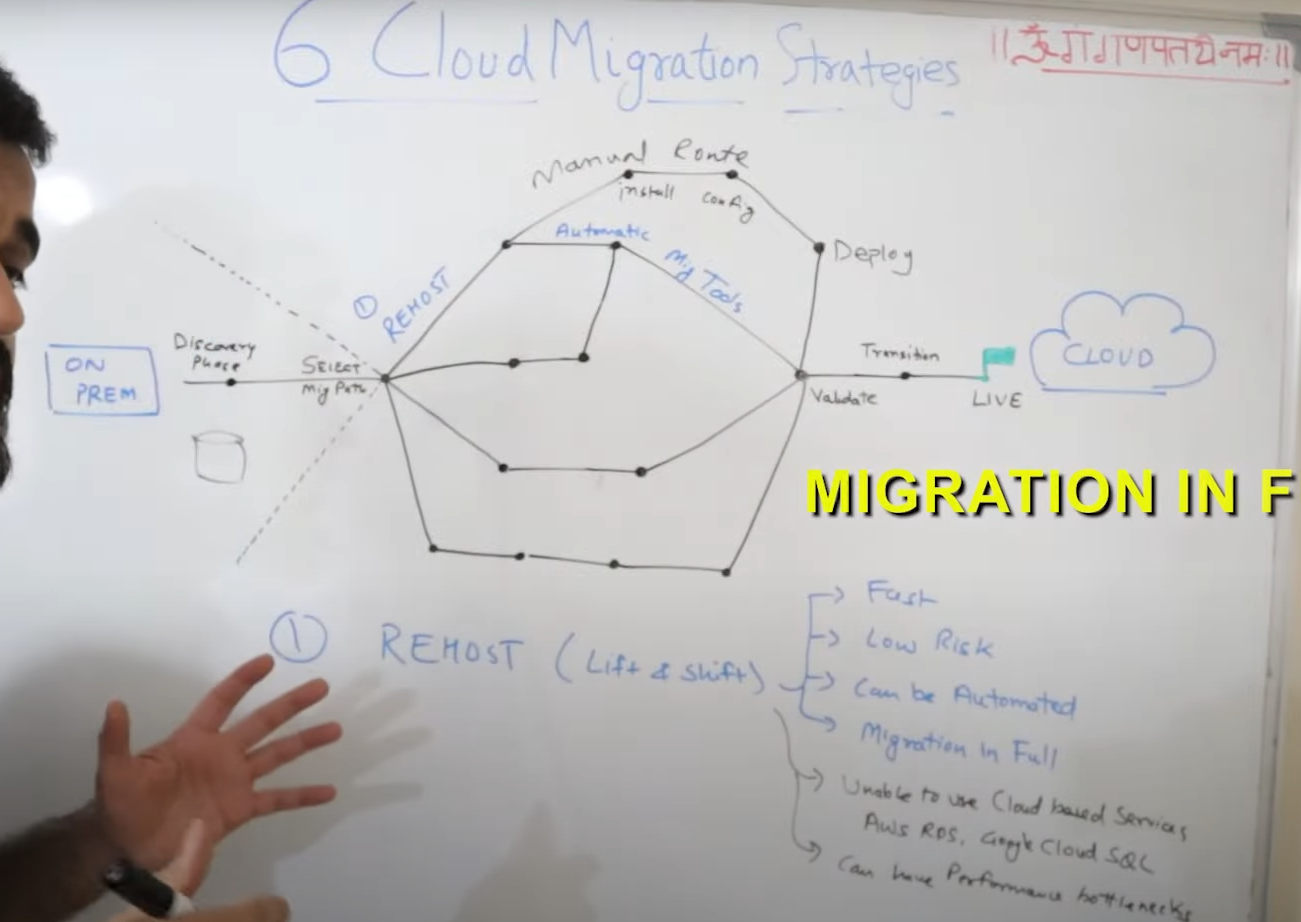 6 Cloud Migration Strategies
॥ॐ गं गणपतये नमः॥
Manual Route
install config
Automatic
Mig Tools
Deploy
① REHOST
Discovery
Phase
SELECT
Mig Path
ON
PREM
Transition
Validate
LIVE
CLOUD
MIGRATION IN F
① REHOST (Lift & Shift)
→ Fast
→ Low Risk
→ Can be Automated
→ Migration In Full
→ Unable to use Cloud based Services
AWS RDS, Google Cloud SQL
→ Can have Performance bottlenecks